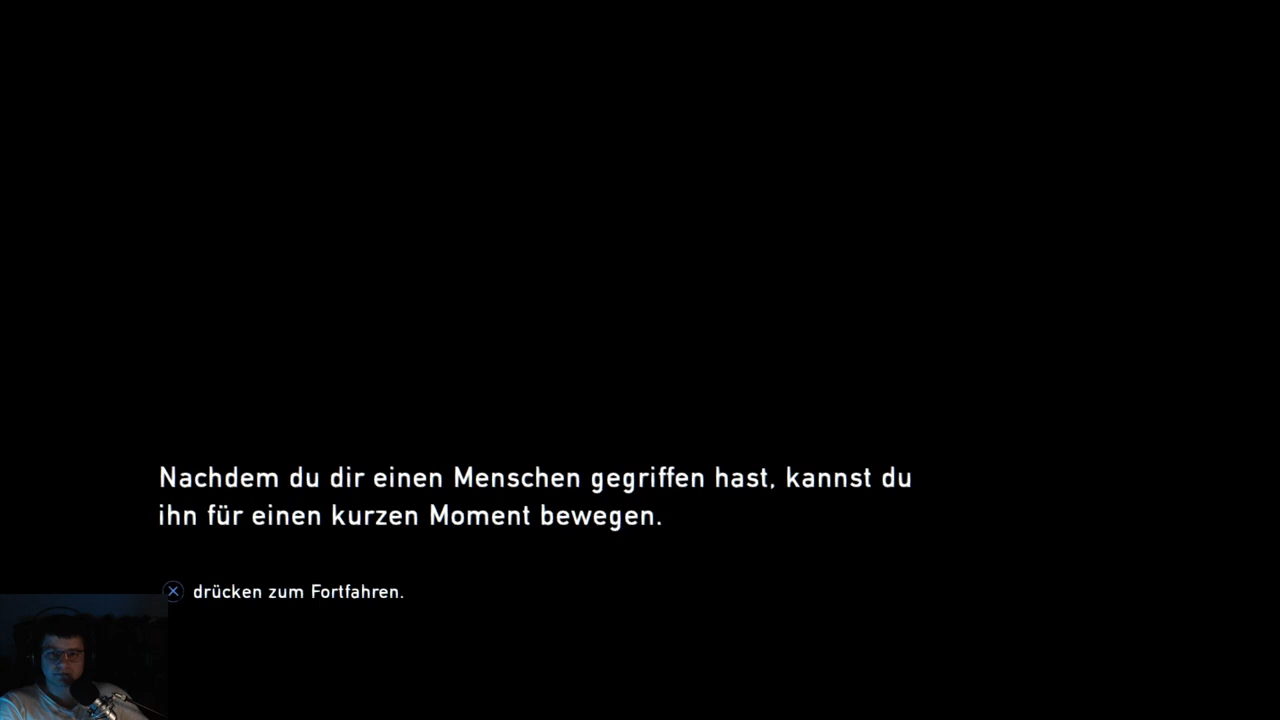 Nachdem du dir einen Menschen gegriffen hast, kannst du
ihn für einen kurzen Moment bewegen.
drücken zum Fortfahren.